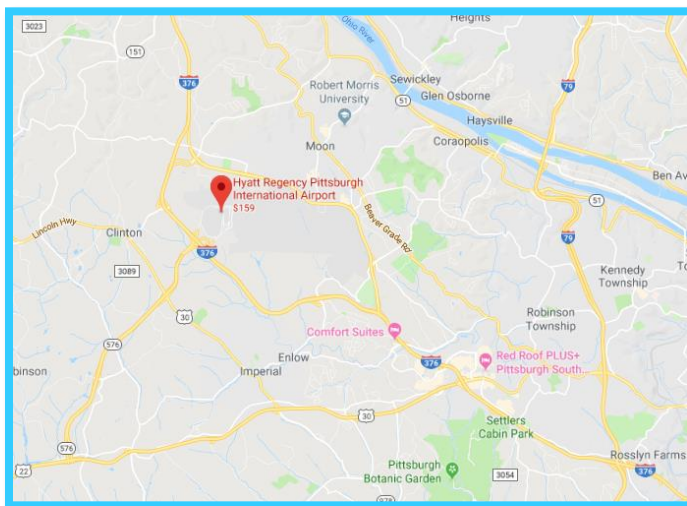 3023
Heights
Ohio River
151
376
79
Robert Morris
University
Sewickley
51
Glen Osborne
Haysville
Moon
Coraopolis
Ben Av
Hyatt Regency Pittsburgh
International Airport
$159
51
Beaver Grade Rd
Lincoln Hwy
Clinton
79
376
3089
Kennedy
Township
30
Robinson
Township
Comfort Suites
576
Enlow
376
Red Roof PLUS+
Pittsburgh South...
binson
Imperial
30
Settlers
Cabin Park
576
22
Pittsburgh
Botanic Garden
3054
Rosslyn Farms
376
978